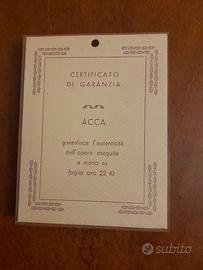 CERTIFICATO
DI GARANZIA
ACCA
garantisce l'autenticità
dell'opera eseguita
a mano su
foglia oro 22 Kt
subito